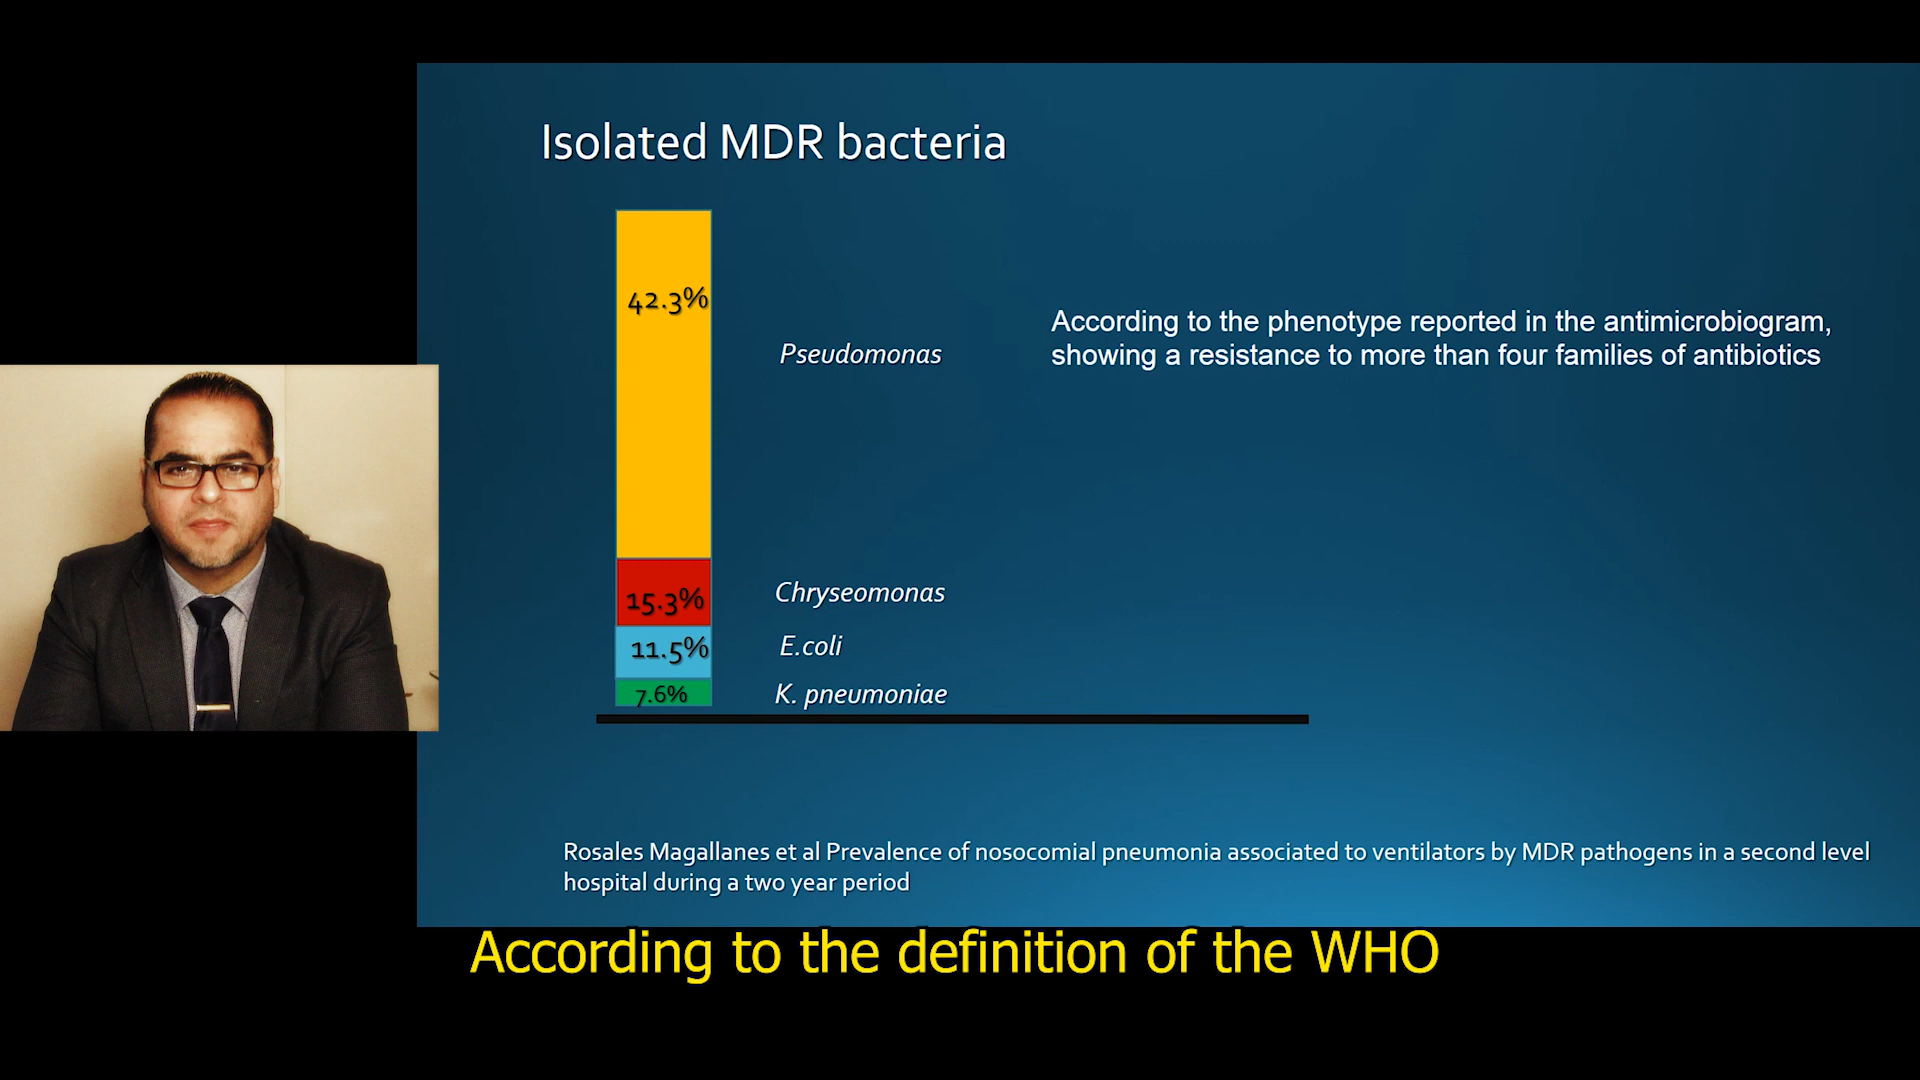 Isolated MDR bacteria
42.3%
Pseudomonas
According to the phenotype reported in the antimicrobiogram,
showing a resistance to more than four families of antibiotics
15.3%
Chryseomonas
11.5%
E.coli
7.6%
K. pneumoniae
Rosales Magallanes et al Prevalence of nosocomial pneumonia associated to ventilators by MDR pathogens in a second level
hospital during a two year period
According to the definition of the WHO